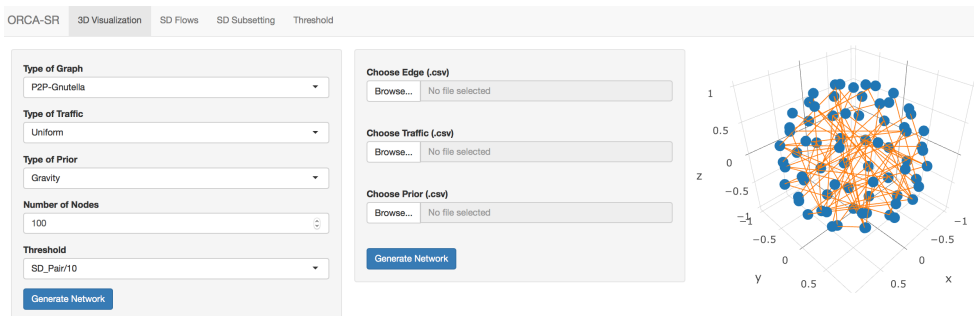 ORCA-SR 3D Visualization SD Flows SD Subsetting Threshold
Type of Graph
P2P-Gnutella
Type of Traffic
Uniform
Type of Prior
Gravity
Number of Nodes
100
Threshold
SD_Pair/10
Generate Network
Choose Edge (.csv)
Browse... No file selected
Choose Traffic (.csv)
Browse... No file selected
Choose Prior (.csv)
Browse... No file selected
Generate Network
1
0.5
0
−0.5
−1
z
−1
−0.5
0
0.5
y
−1
−0.5
0
0.5
x